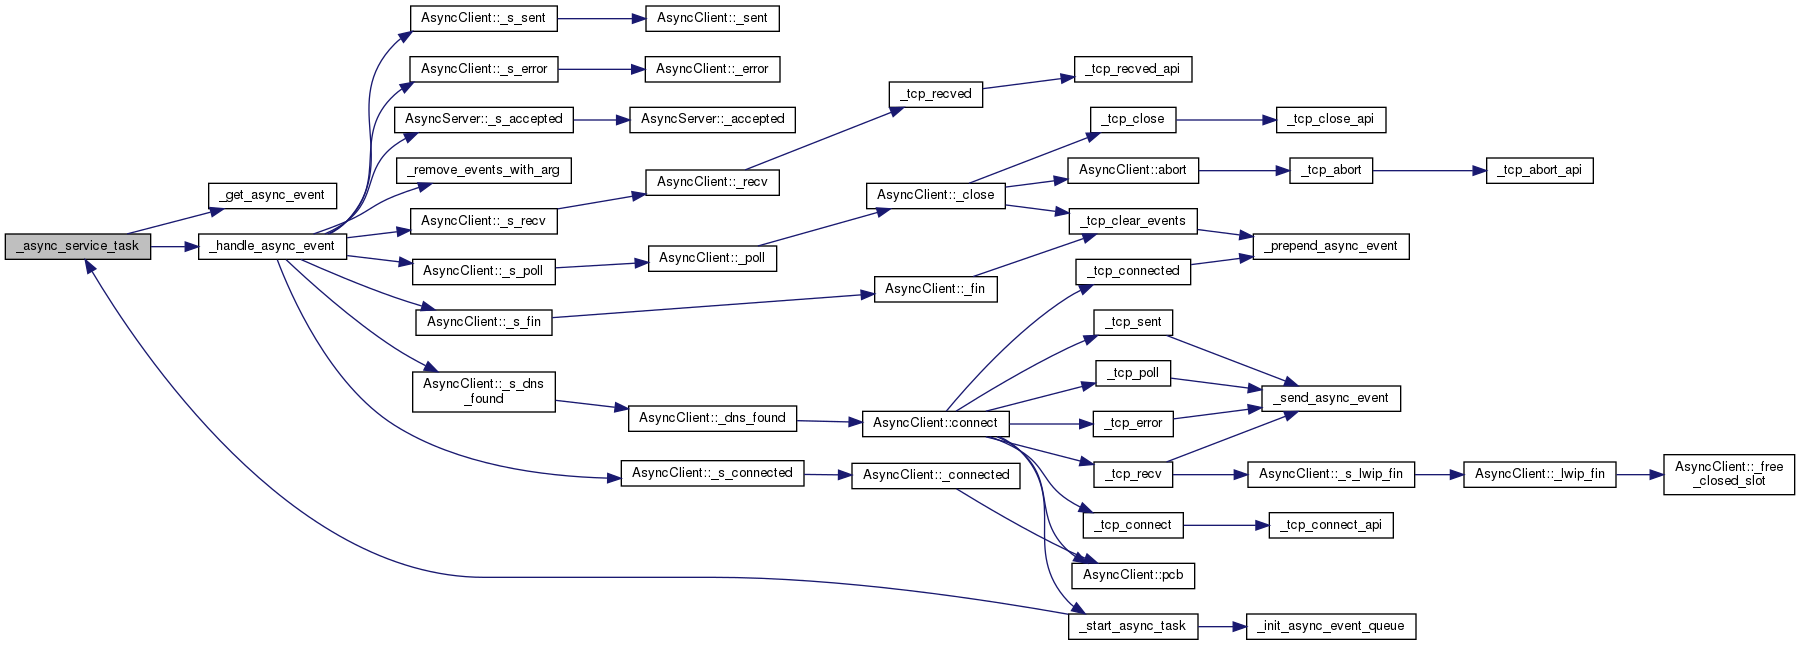 AsyncClient::_s_sent
AsyncClient::_sent
AsyncClient::_s_error
AsyncClient::_error
_tcp_recved_api
_tcp_recved
AsyncServer::_s_accepted
AsyncServer::_accepted
_tcp_close
_tcp_close_api
_remove_events_with_arg
AsyncClient::_recv
AsyncClient::abort
_tcp_abort
_tcp_abort_api
_get_async_event
AsyncClient::_close
AsyncClient::_s_recv
_tcp_clear_events
_async_service_task
_handle_async_event
_prepend_async_event
AsyncClient::_poll
AsyncClient::_s_poll
_tcp_connected
AsyncClient::_fin
AsyncClient::_s_fin
_tcp_sent
_tcp_poll
AsyncClient::_s_dns
_found
_send_async_event
AsyncClient::_dns_found
AsyncClient::connect
_tcp_error
AsyncClient::_s_connected
AsyncClient::_connected
_tcp_recv
AsyncClient::_s_lwip_fin
AsyncClient::_lwip_fin
AsyncClient::_free
_closed_slot
_tcp_connect
_tcp_connect_api
AsyncClient::pcb
_start_async_task
_init_async_event_queue